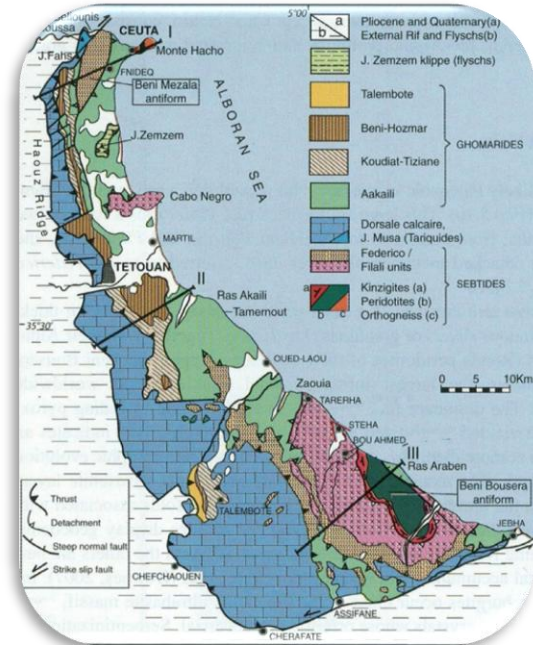 5°00
CEUTA
I
Monte Hacho
J.Fahs
FNIDEQ
Beni Mezala
antiform
J.Zemzem
ALBORAN SEA
Haouz Ridge
Cabo Negro
MARTIL
TETOUAN
II
Ras Akaili
Tamernout
35°30
OUED-LAOU
Zaouia
TARERHA
STEHA
BOU AHMED
III
Ras Araben
Beni Bousera
antiform
TALEMBOTE
JEBHA
CHEFCHAOUEN
ASSIFANE
CHERAFATE
a
b
Pliocene and Quaternary(a)
External Rif and Flyschs(b)
J. Zemzem klippe (flyschs)
Talembote
Beni-Hozmar
Koudiat-Tiziane
Aakaili
GHOMARIDES
Dorsale calcaire,
J. Musa (Tariquides)
Federico /
Filali units
Kinzigites (a)
Peridotites (b)
Orthogneiss (c)
a
b
c
SEBTIDES
0 5 10Km
Thrust
Detachment
Steep normal fault
Strike slip fault